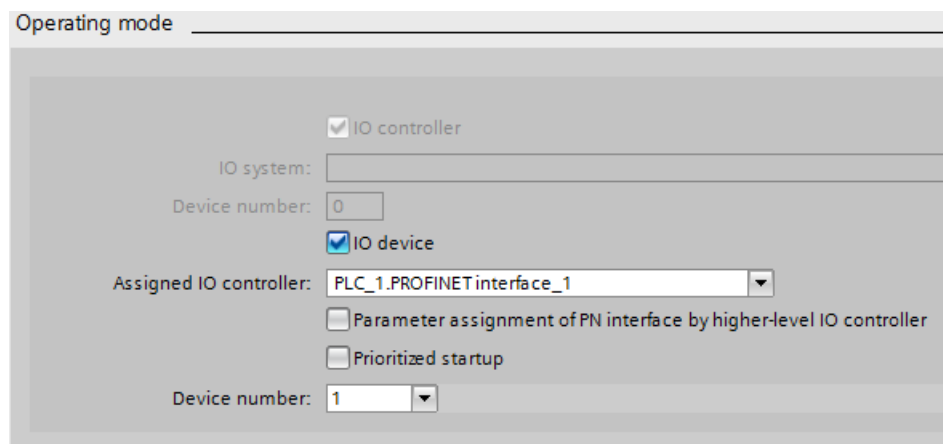 Operating mode
IO controller
IO system:
Device number: 0
IO device
Assigned IO controller: PLC_1.PROFINET interface_1
Parameter assignment of PN interface by higher-level IO controller
Prioritized startup
Device number: 1